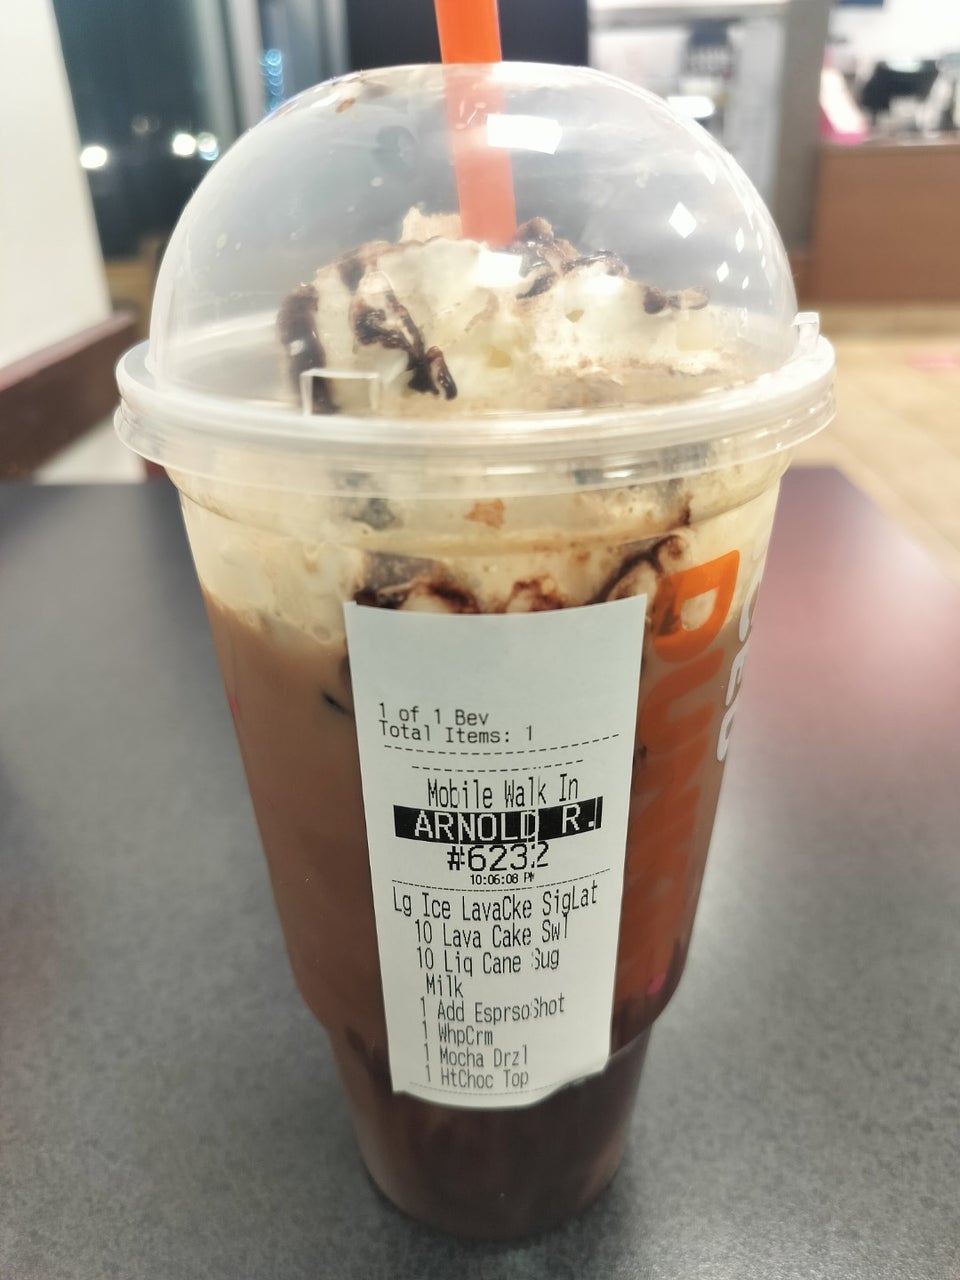 1 of 1 Bev
Total Items: 1
Mobile Walk In
ARNOLD R.
#6232
10:06:08 PM
Lg Ice LavaCke SigLat
10 Lava Cake Swl
10 Liq Cane Sug
Milk
1 Add EsprsoShot
1 WhpCrm
1 Mocha Drzl
1 HtChoc Top